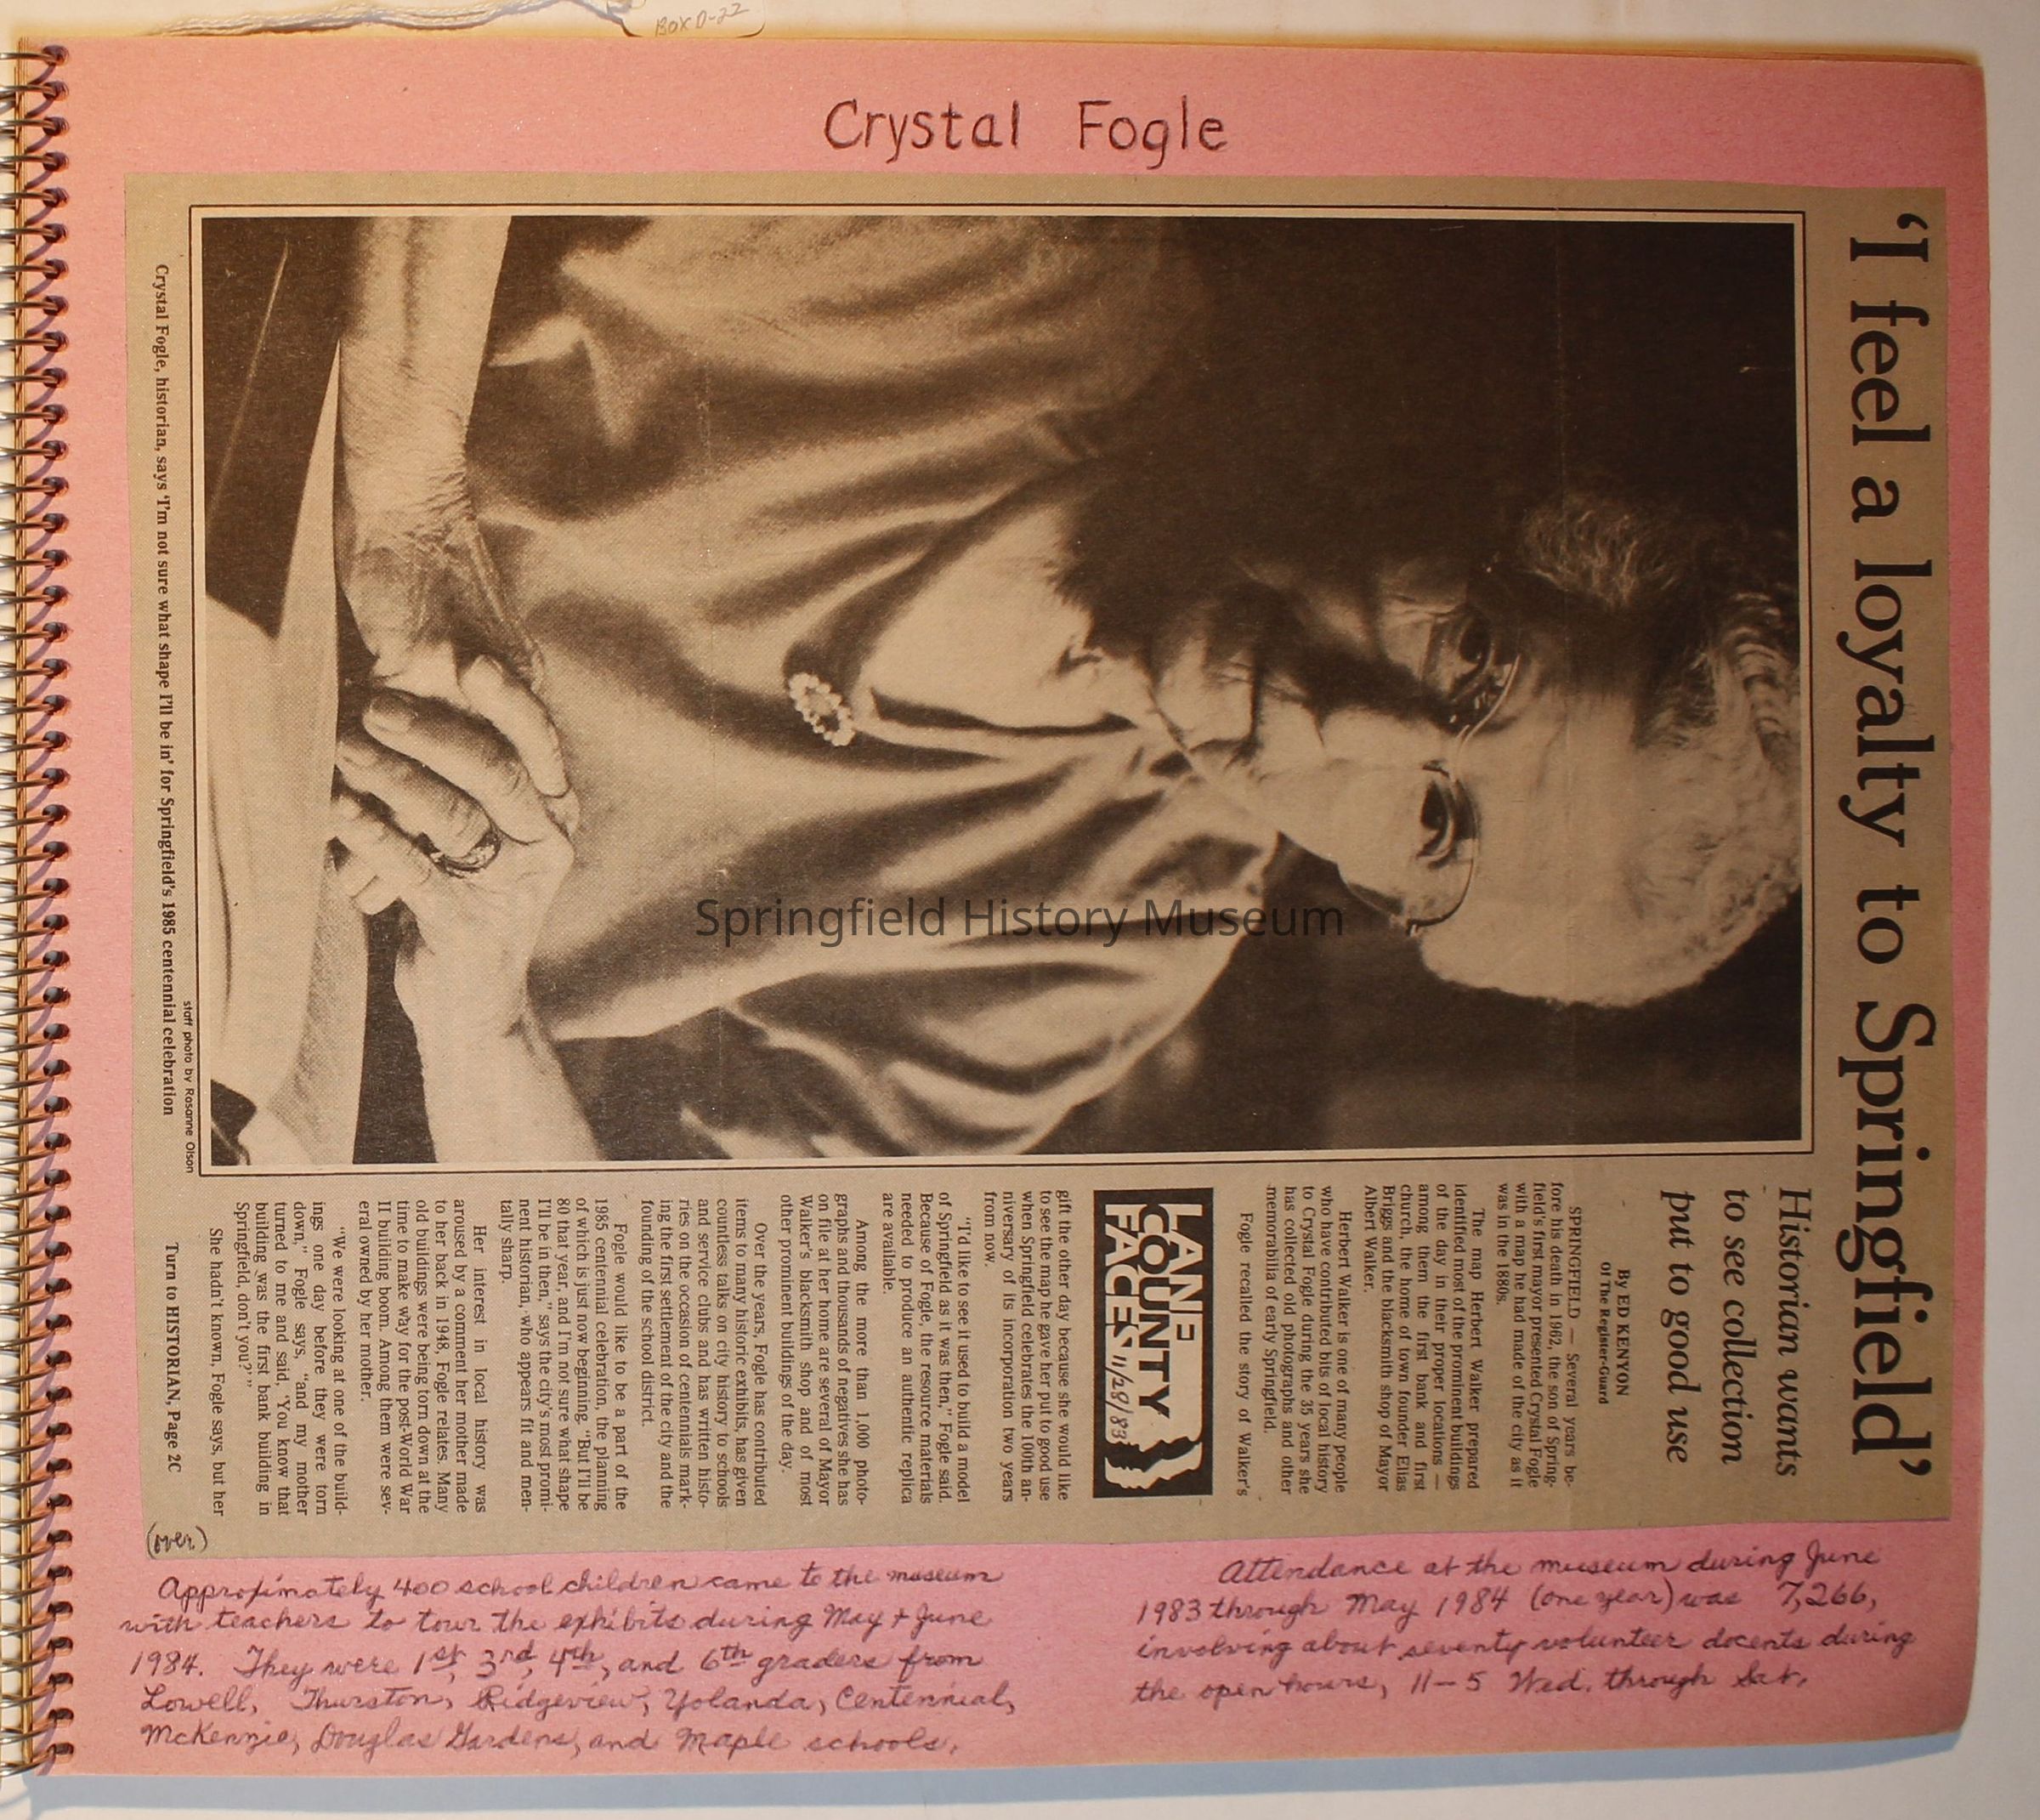 Box D-22
Crystal Fogle
'I feel a loyalty to Springfield'
Historian wants
to see collection
put to good use
By ED KENYON
Of The Register-Guard
SPRINGFIELD — Several years be-
fore his death in 1962, the son of Spring-
field's first mayor presented Crystal Fogle
with a map he had made of the city as it
was in the 1880s.
The map Herbert Walker prepared
identified most of the prominent buildings
of the day in their proper locations —
among them the first bank and first
church, the home of town founder Elias
Briggs and the blacksmith shop of Mayor
Albert Walker.
Herbert Walker is one of many people
who have contributed bits of local history
to Crystal Fogle during the 35 years she
has collected old photographs and other
memorabilia of early Springfield.
Fogle recalled the story of Walker's
LANE
COUNTY
FACES 11/28/83
gift the other day because she would like
to see the map he gave her put to good use
when Springfield celebrates the 100th an-
niversary of its incorporation two years
from now.
"I'd like to see it used to build a model
of Springfield as it was then," Fogle said.
Because of Fogle, the resource materials
needed to produce an authentic replica
are available.
Among the more than 1,000 photo-
graphs and thousands of negatives she has
on file at her home are several of Mayor
Walker's blacksmith shop and of most
other prominent buildings of the day.
Over the years, Fogle has contributed
items to many historic exhibits, has given
countless talks on city history to schools
and service clubs and has written histo-
ries on the occasion of centennials mark-
ing the first settlement of the city and the
founding of the school district.
Fogle would like to be a part of the
1985 centennial celebration, the planning
of which is just now beginning. "But I'll be
80 that year, and I'm not sure what shape
I'll be in then," says the city's most promi-
nent historian, who appears fit and men-
tally sharp.
Her interest in local history was
aroused by a comment her mother made
to her back in 1948, Fogle relates. Many
old buildings were being torn down at the
time to make way for the post-World War
II building boom. Among them were sev-
eral owned by her mother.
"We were looking at one of the build-
ings one day before they were torn
down," Fogle says, "and my mother
turned to me and said, 'You know that
building was the first bank building in
Springfield, don't you?'"
She hadn't known, Fogle says, but her
Turn to HISTORIAN, Page 2C
staff photo by Rosanne Olson
Crystal Fogle, historian, says 'I'm not sure what shape I'll be in' for Springfield's 1985 centennial celebration
Springfield History Museum
(over)
Approximately 400 school children came to the museum
with teachers to tour the exhibits during May + June
1984. They were 1st, 3rd, 4th, and 6th graders from
Lowell, Thurston, Ridgeview, Yolanda, Centennial,
McKenzie, Douglas Gardens, and Maple schools.
Attendance at the museum during June
1983 through May 1984 (one year) was 7,266,
involving about seventy volunteer docents during
the open hours, 11-5 Wed. through Sat.